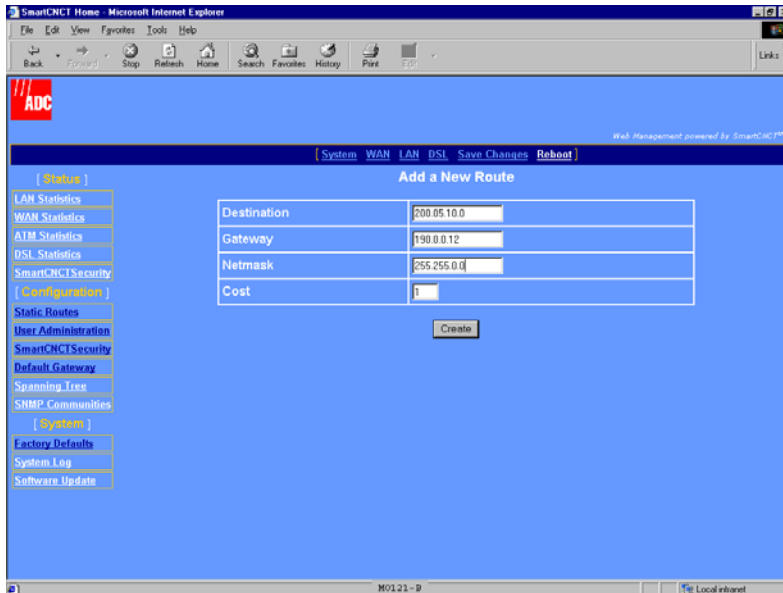 SmartCNCT Home - Microsoft Internet Explorer
File Edit View Favorites Tools Help
Back Forward Stop Refresh Home Search Favorites History Print Edit Links
ADC
Web Management powered by SmartCNCT
[ System WAN LAN DSL Save Changes Reboot ]
[ Status ]
LAN Statistics
WAN Statistics
ATM Statistics
DSL Statistics
SmartCNCTSecurity
[ Configuration ]
Static Routes
User Administration
SmartCNCTSecurity
Default Gateway
Spanning Tree
SNMP Communities
[ System ]
Factory Defaults
System Log
Software Update
Add a New Route
Destination 200.05.10.0
Gateway 190.0.0.12
Netmask 255.255.0.0
Cost 1
Create
M0121-B
Local intranet